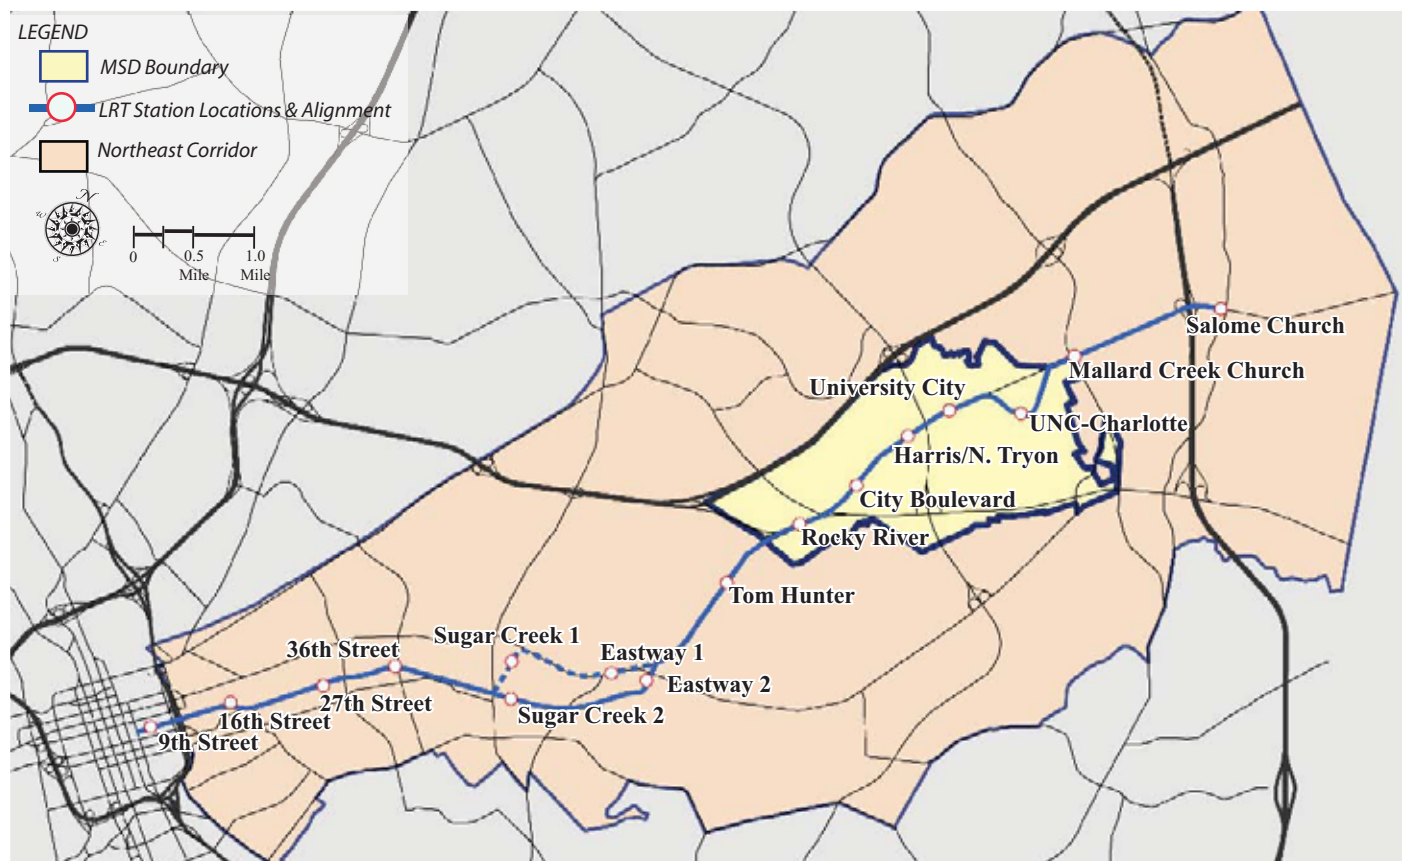 LEGEND
MSD Boundary
LRT Station Locations & Alignment
Northeast Corridor
N
W
e
S
0
0.5
1.0
Mile
Mile
Salome Church
Mallard Creek Church
University City
UNC-Charlotte
Harris/N. Tryon
City Boulevard
Rocky River
Tom Hunter
Sugar Creek 1
36th Street
Eastway 1
Eastway 2
27th Street
Sugar Creek 2
16th Street
9th Street